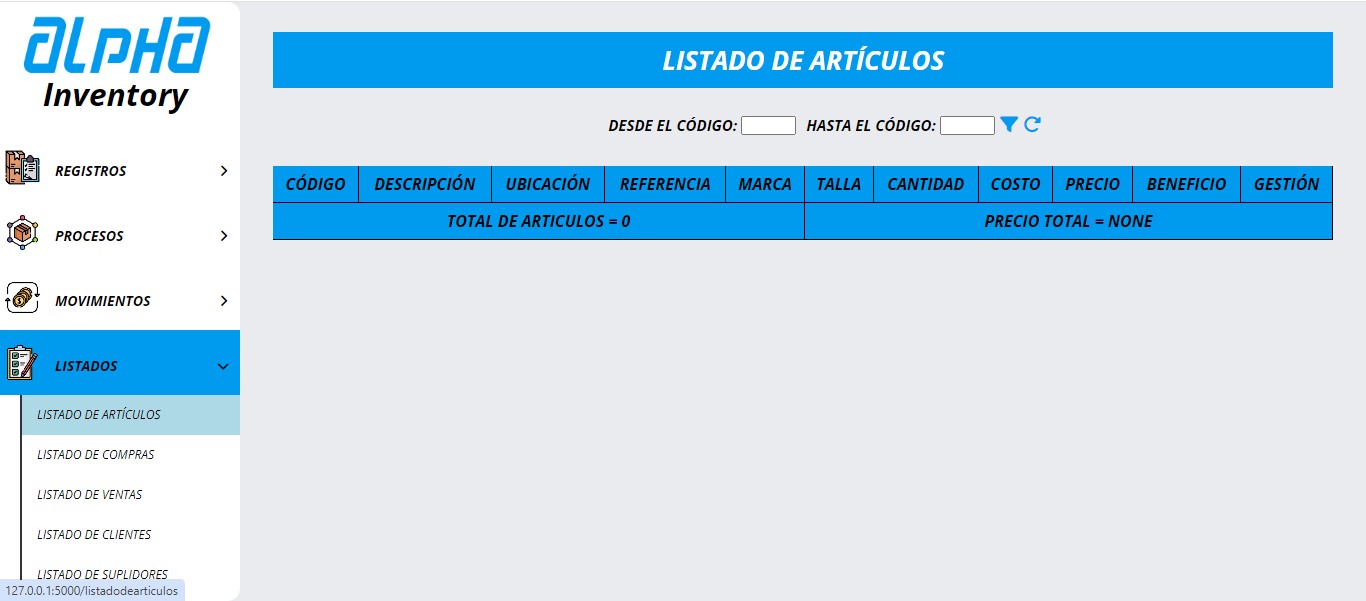 ALPHA
Inventory
REGISTROS
PROCESOS
MOVIMIENTOS
LISTADOS
LISTADO DE ARTÍCULOS
LISTADO DE COMPRAS
LISTADO DE VENTAS
LISTADO DE CLIENTES
LISTADO DE SUPLIDORES
127.0.0.1:5000/listadodearticulos
LISTADO DE ARTÍCULOS
DESDE EL CÓDIGO: HASTA EL CÓDIGO:
CÓDIGO DESCRIPCIÓN UBICACIÓN REFERENCIA MARCA TALLA CANTIDAD COSTO PRECIO BENEFICIO GESTIÓN
TOTAL DE ARTICULOS = 0 PRECIO TOTAL = NONE